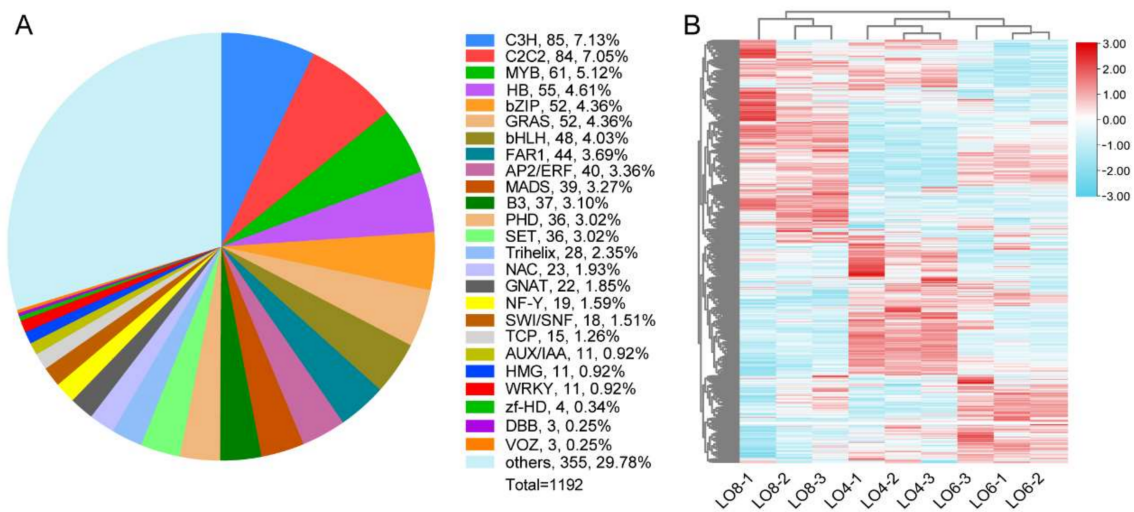 A
C3H, 85, 7.13%
C2C2, 84, 7.05%
MYB, 61, 5.12%
HB, 55, 4.61%
bZIP, 52, 4.36%
GRAS, 52, 4.36%
bHLH, 48, 4.03%
FAR1, 44, 3.69%
AP2/ERF, 40, 3.36%
MADS, 39, 3.27%
B3, 37, 3.10%
PHD, 36, 3.02%
SET, 36, 3.02%
Trihelix, 28, 2.35%
NAC, 23, 1.93%
GNAT, 22, 1.85%
NF-Y, 19, 1.59%
SWI/SNF, 18, 1.51%
TCP, 15, 1.26%
AUX/IAA, 11, 0.92%
HMG, 11, 0.92%
WRKY, 11, 0.92%
zf-HD, 4, 0.34%
DBB, 3, 0.25%
VOZ, 3, 0.25%
others, 355, 29.78%
Total=1192
B
3.00
2.00
1.00
0.00
-1.00
-2.00
-3.00
LO8-1
LO8-2
LO8-3
LO4-1
LO4-2
LO4-3
LO6-3
LO6-1
LO6-2